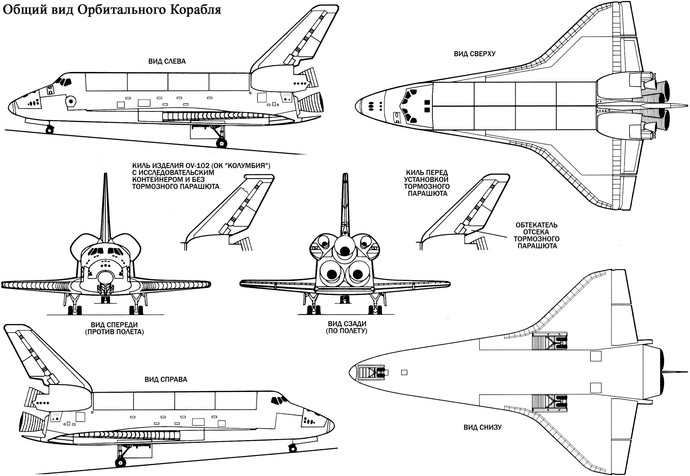 Общий вид Орбитального Корабля
ВИД СЛЕВА
ВИД СВЕРХУ
КИЛЬ ИЗДЕЛИЯ OV-102 (ОК "КОЛУМБИЯ")
С ИССЛЕДОВАТЕЛЬСКИМ
КОНТЕЙНЕРОМ И БЕЗ
ТОРМОЗНОГО ПАРАШЮТА
КИЛЬ ПЕРЕД
УСТАНОВКОЙ
ТОРМОЗНОГО
ПАРАШЮТА
ОБТЕКАТЕЛЬ
ОТСЕКА
ТОРМОЗНОГО
ПАРАШЮТА
ВИД СПЕРЕДИ
(ПРОТИВ ПОЛЕТА)
ВИД СЗАДИ
(ПО ПОЛЕТУ)
ВИД СПРАВА
ВИД СНИЗУ